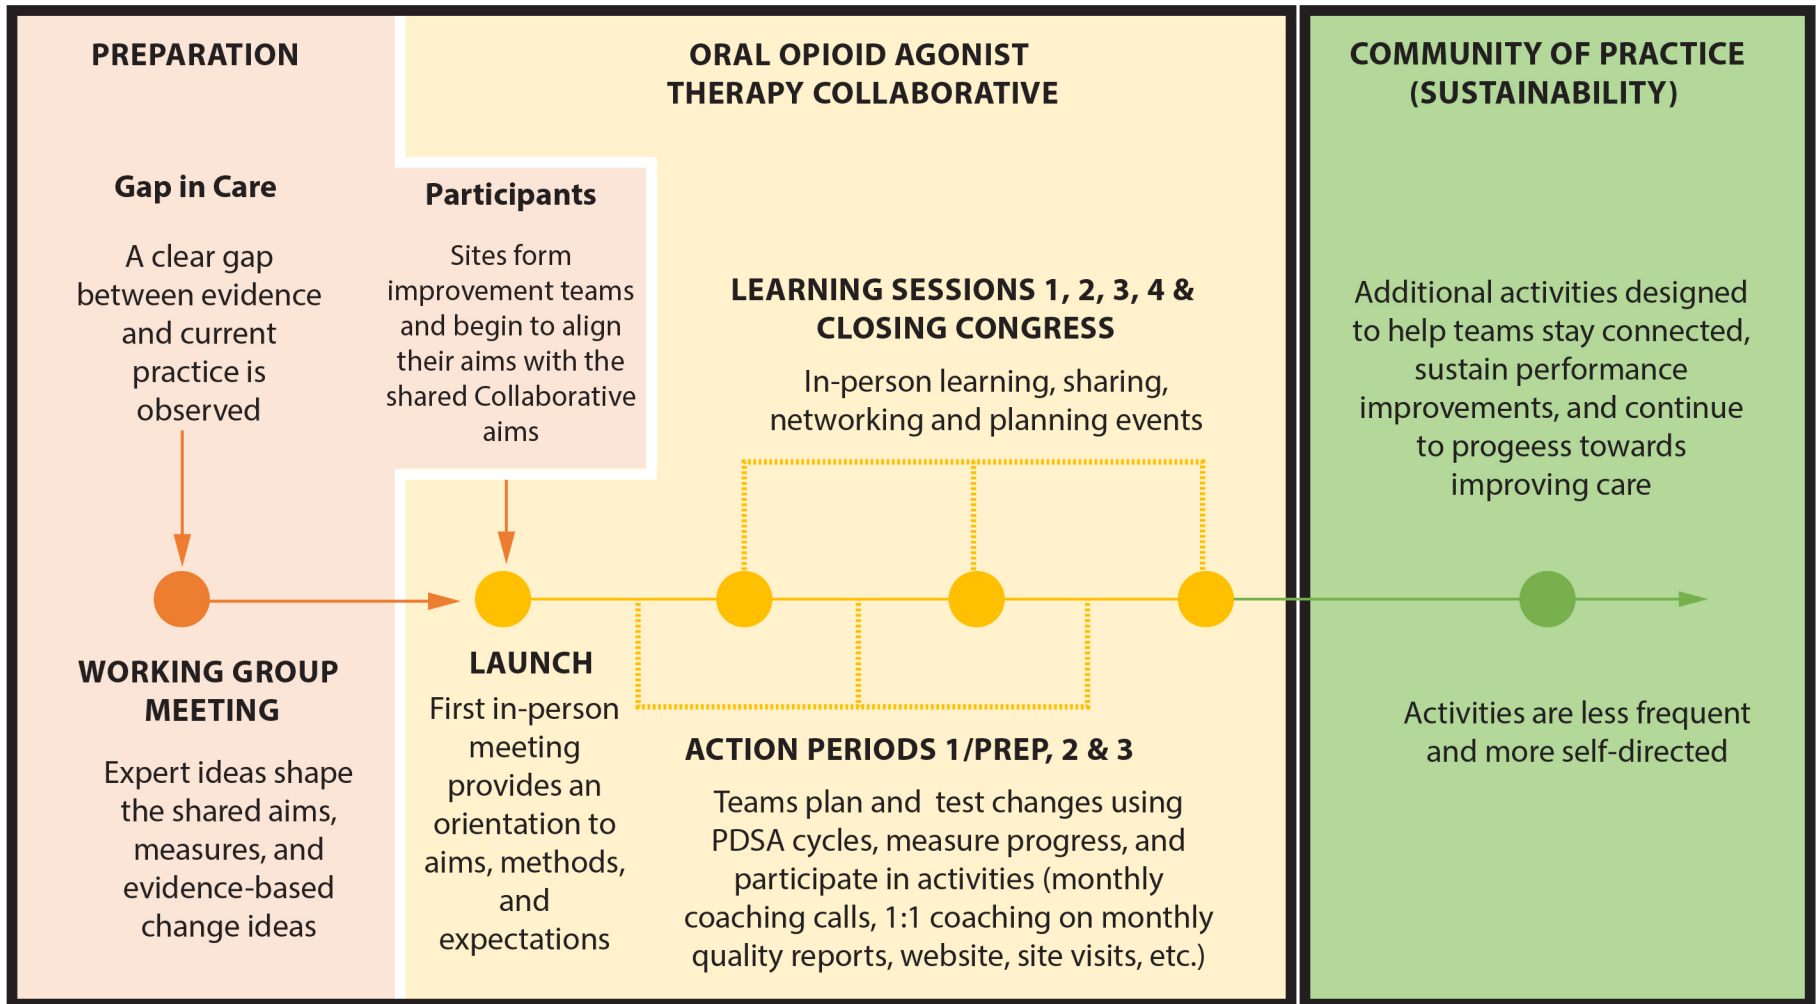 PREPARATION
Gap in Care
A clear gap
between evidence
and current
practice is
observed
WORKING GROUP
MEETING
Expert ideas shape
the shared aims,
measures, and
evidence-based
change ideas
ORAL OPIOID AGONIST
THERAPY COLLABORATIVE
Participants
Sites form
improvement teams
and begin to align
their aims with the
shared Collaborative
aims
LAUNCH
First in-person
meeting
provides an
orientation to
aims, methods,
and
expectations
LEARNING SESSIONS 1, 2, 3, 4 &
CLOSING CONGRESS
In-person learning, sharing,
networking and planning events
ACTION PERIODS 1/PREP, 2 & 3
Teams plan and test changes using
PDSA cycles, measure progress, and
participate in activities (monthly
coaching calls, 1:1 coaching on monthly
quality reports, website, site visits, etc.)
COMMUNITY OF PRACTICE
(SUSTAINABILITY)
Additional activities designed
to help teams stay connected,
sustain performance
improvements, and continue
to progeess towards
improving care
Activities are less frequent
and more self-directed